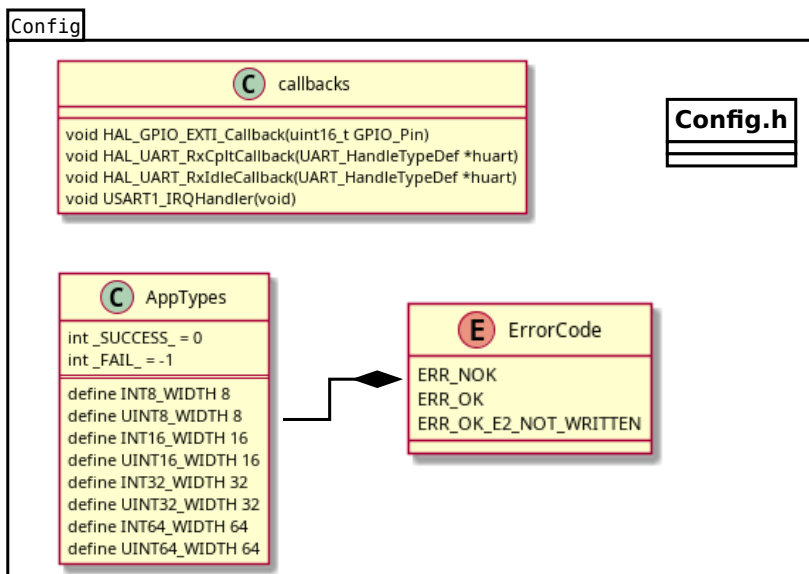 Config
C callbacks
void HAL_GPIO_EXTI_Callback(uint16_t GPIO_Pin)
void HAL_UART_RxCpltCallback(UART_HandleTypeDef *huart)
void HAL_UART_RxIdleCallback(UART_HandleTypeDef *huart)
void USART1_IRQHandler(void)
Config.h
C AppTypes
int _SUCCESS_ = 0
int _FAIL_ = -1
define INT8_WIDTH 8
define UINT8_WIDTH 8
define INT16_WIDTH 16
define UINT16_WIDTH 16
define INT32_WIDTH 32
define UINT32_WIDTH 32
define INT64_WIDTH 64
define UINT64_WIDTH 64
E ErrorCode
ERR_NOK
ERR_OK
ERR_OK_E2_NOT_WRITTEN